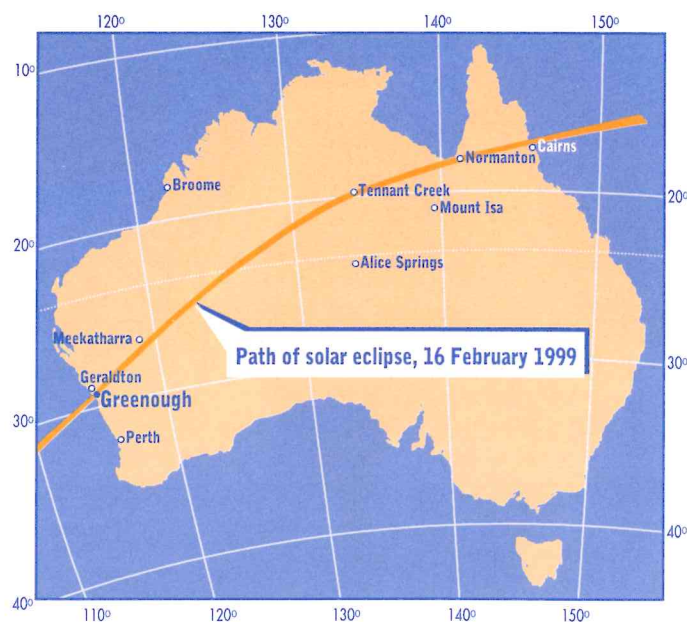 120° 130° 140° 150°
10°
Cairns
Normanton
Broome
Tennant Creek
20°
Mount Isa
20°
Alice Springs
Meekatharra
Path of solar eclipse, 16 February 1999
30°
Geraldton
Greenough
30°
Perth
40°
40°
110° 120° 130° 140° 150°